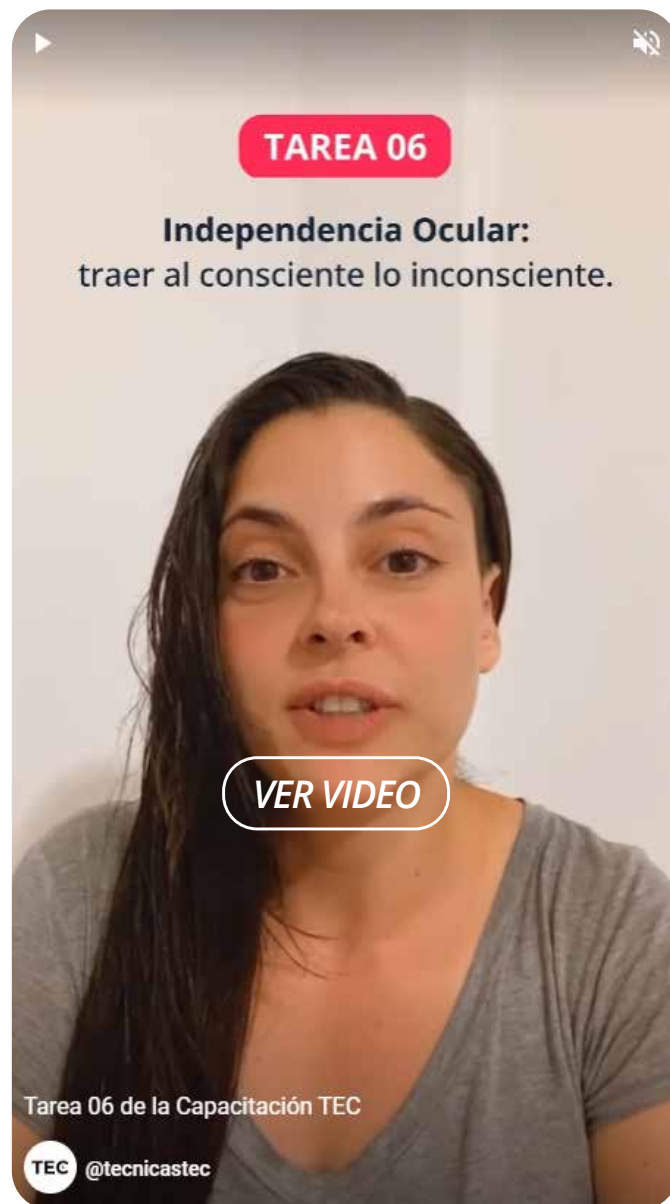 TAREA 06
Independencia Ocular:
traer al consciente lo inconsciente.
VER VIDEO
Tarea 06 de la Capacitación TEC
TEC @tecnicastec